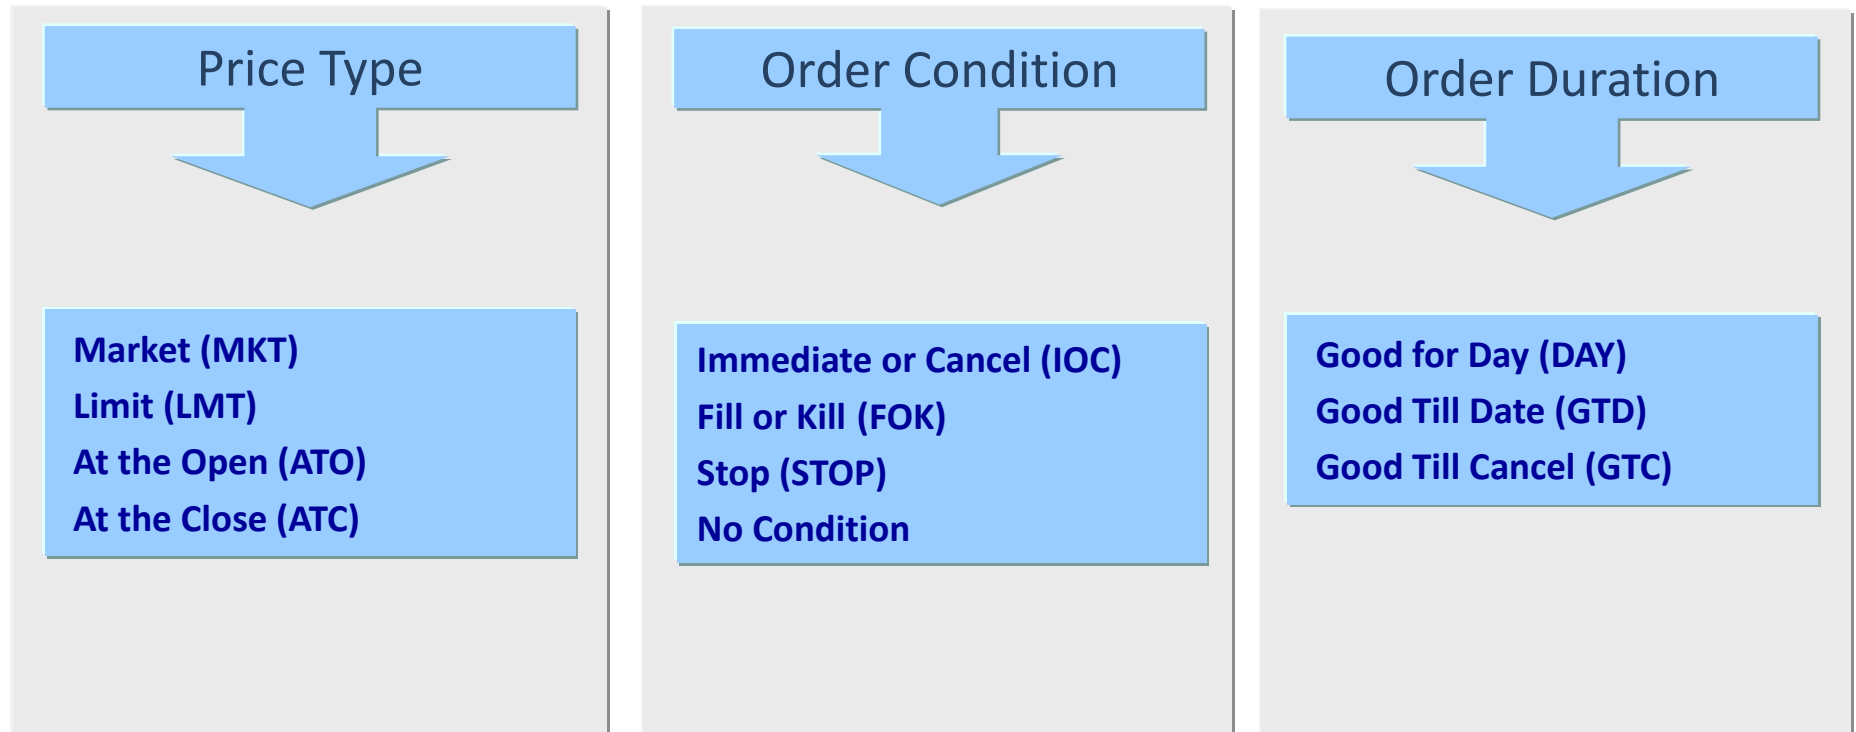 Price Type
Market (MKT)
Limit (LMT)
At the Open (ATO)
At the Close (ATC)
Order Condition
Immediate or Cancel (IOC)
Fill or Kill (FOK)
Stop (STOP)
No Condition
Order Duration
Good for Day (DAY)
Good Till Date (GTD)
Good Till Cancel (GTC)